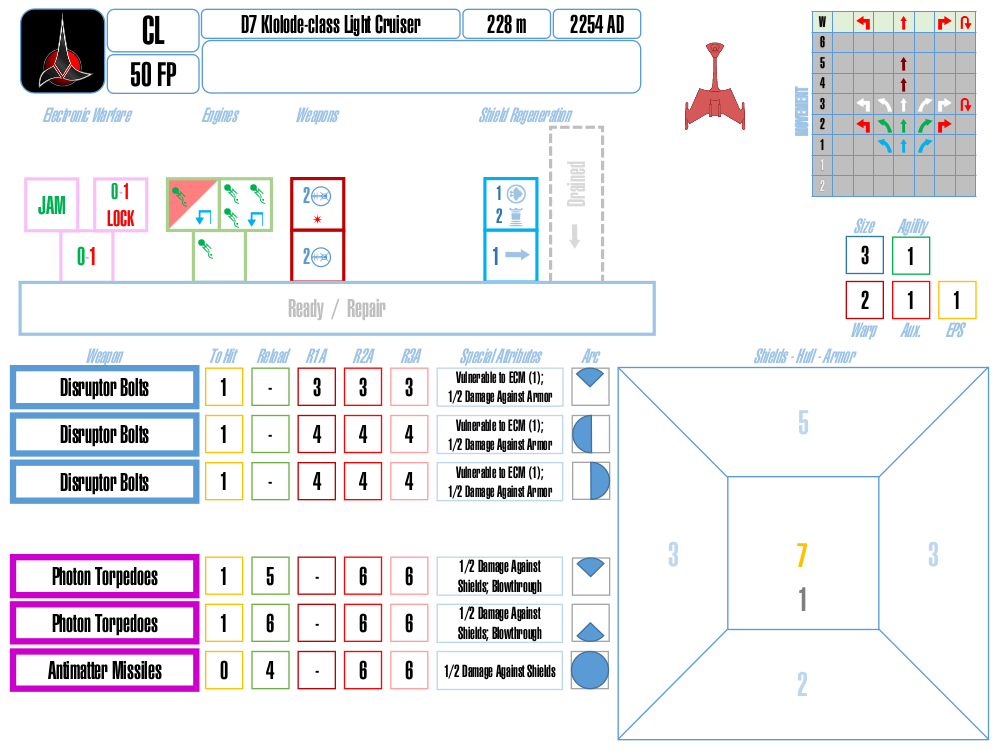 CL
D7 Klolode-class Light Cruiser
228 m
2254 AD
50 FP
Electronic Warfare
Engines
Weapons
Shield Regeneration
Drained
JAM
0-1
LOCK
0-1
2
2
1
2
1
Ready / Repair
MOVEMENT
W
6
5
4
3
2
1
1
2
Size
Agility
3
1
2
1
1
Warp
Aux.
EPS
Weapon
To Hit
Reload
R1A
R2A
R3A
Special Attributes
Arc
Disruptor Bolts
1
-
3
3
3
Vulnerable to ECM (1);
1/2 Damage Against Armor
Disruptor Bolts
1
-
4
4
4
Vulnerable to ECM (1);
1/2 Damage Against Armor
Disruptor Bolts
1
-
4
4
4
Vulnerable to ECM (1);
1/2 Damage Against Armor
Photon Torpedoes
1
5
-
6
6
1/2 Damage Against
Shields; Blowthrough
Photon Torpedoes
1
6
-
6
6
1/2 Damage Against
Shields; Blowthrough
Antimatter Missiles
0
4
-
6
6
1/2 Damage Against Shields
Shields - Hull - Armor
5
3
7
3
1
2